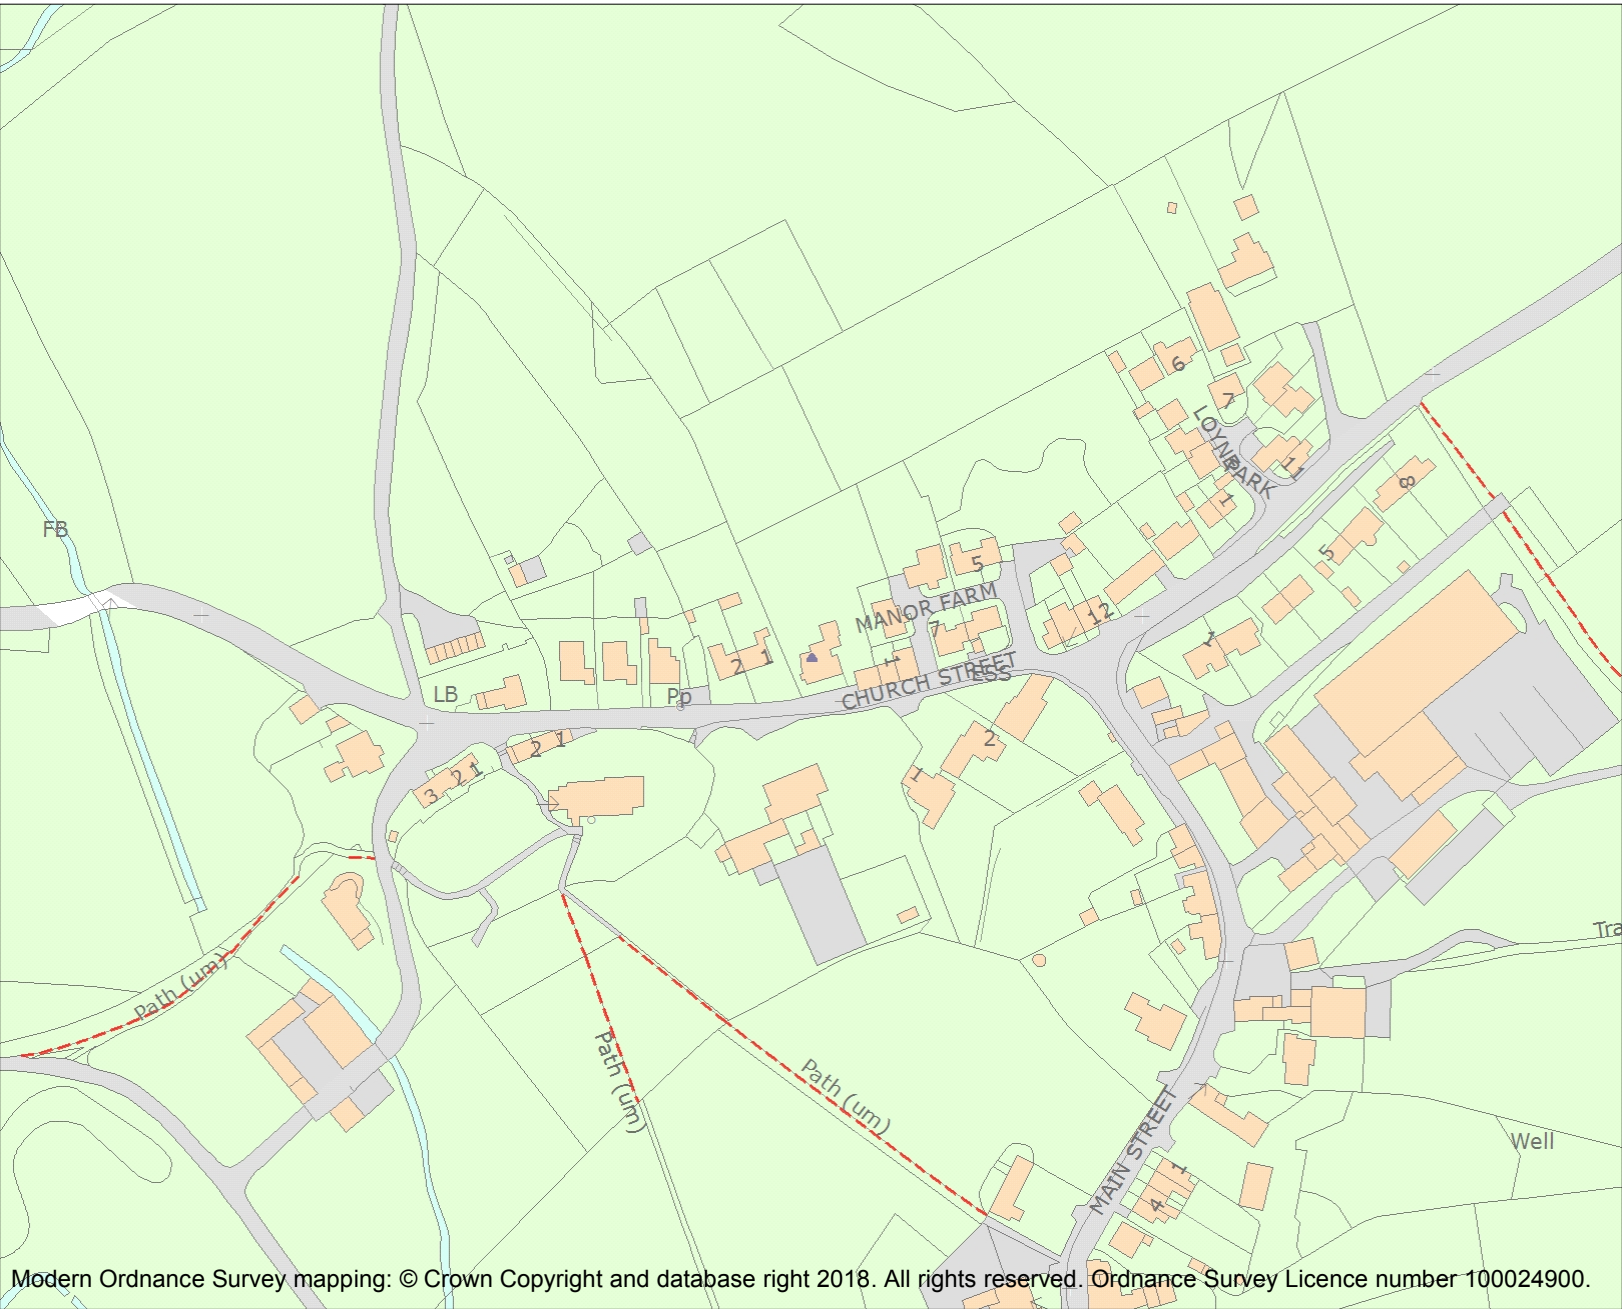 6
7
LOYNE
PARK
11
8
1
FB
5
5
MANOR FARM
12
7
1
1
2 1
LB
Pp
CHURCH STREET
ESS
2 1
2
1
3 2 1
Path (um)
Path (um)
Path (um)
Tra
MAIN STREET
Well
1
4
Modern Ordnance Survey mapping: © Crown Copyright and database right 2018. All rights reserved. Ordnance Survey Licence number 100024900.